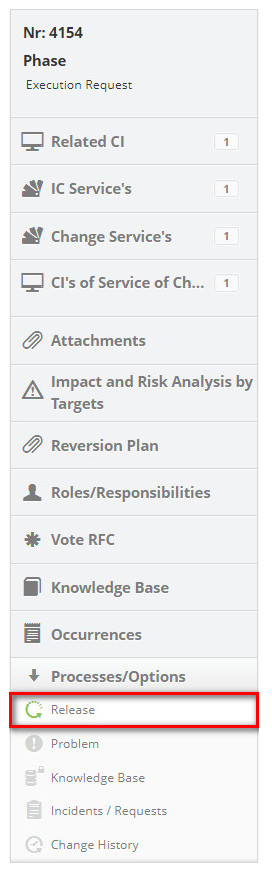 Nr: 4154
Phase
Execution Request
Related CI 1
IC Service's 1
Change Service's 1
CI's of Service of Ch... 1
Attachments
Impact and Risk Analysis by
Targets
Reversion Plan
Roles/Responsibilities
Vote RFC
Knowledge Base
Occurrences
Processes/Options
Release
Problem
Knowledge Base
Incidents / Requests
Change History